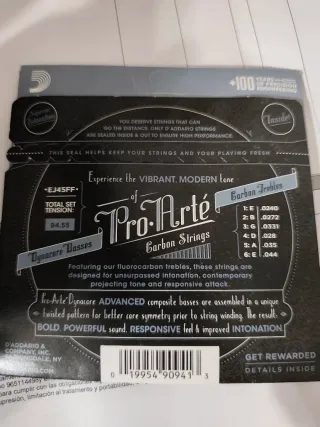 +100 YEARS
YOU DESERVE STRINGS THAT CAN
GO THE DISTANCE. ONLY D'ADDARIO STRINGS
ARE SEALED INSIDE & OUT TO ENSURE HIGH PERFORMANCE.
Inside!
THIS SEAL HELPS KEEP YOUR STRINGS AND YOUR PLAYING FRESH
Experience the VIBRANT, MODERN tone
of
•EJ45FF•
TOTAL SET
TENSION:
84.55
Pro•Arté
Carbon Strings
Dynacore Basses
Carbon Trebles
1: E .0240
2: B .0272
3: G .0331
4: D .028
5: A .035
6: E .044
Featuring our fluorocarbon trebles, these strings are
designed for unsurpassed intonation, contemporary
projecting tone and responsive attack.
Pro-Arté Dynacore ADVANCED composite basses are assembled in a unique
twisted pattern for better core symmetry prior to string winding. The result:
BOLD, POWERFUL sound, RESPONSIVE feel & improved INTONATION.
D'ADDARIO &
COMPANY, INC.
FARMINGDALE, NY
0 19954 90941 3
GET REWARDED
DETAILS INSIDE